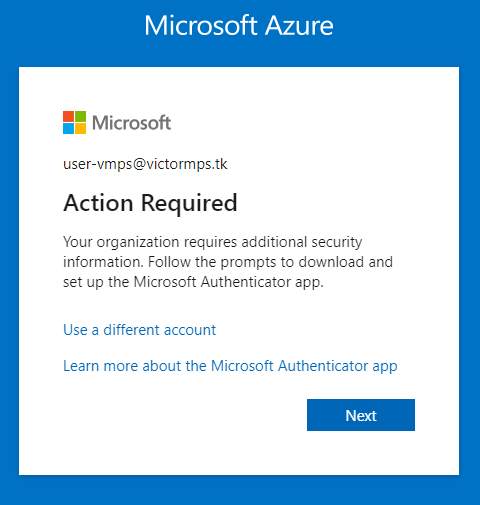 Microsoft Azure
Microsoft
user-vmps@victormps.tk
Action Required
Your organization requires additional security
information. Follow the prompts to download and
set up the Microsoft Authenticator app.
Use a different account
Learn more about the Microsoft Authenticator app
Next